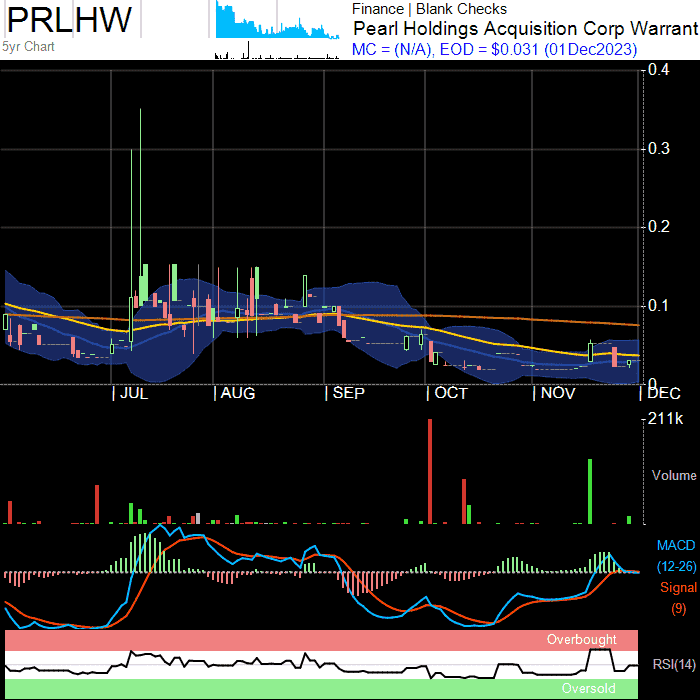 PRLHW
5yr Chart
Finance | Blank Checks
Pearl Holdings Acquisition Corp Warrant
MC = (N/A), EOD = $0.031 (01Dec2023)
0.4
0.3
0.2
0.1
0
JUL AUG SEP OCT NOV DEC
211k
Volume
MACD
(12-26)
Signal
(9)
Overbought
RSI(14)
Oversold